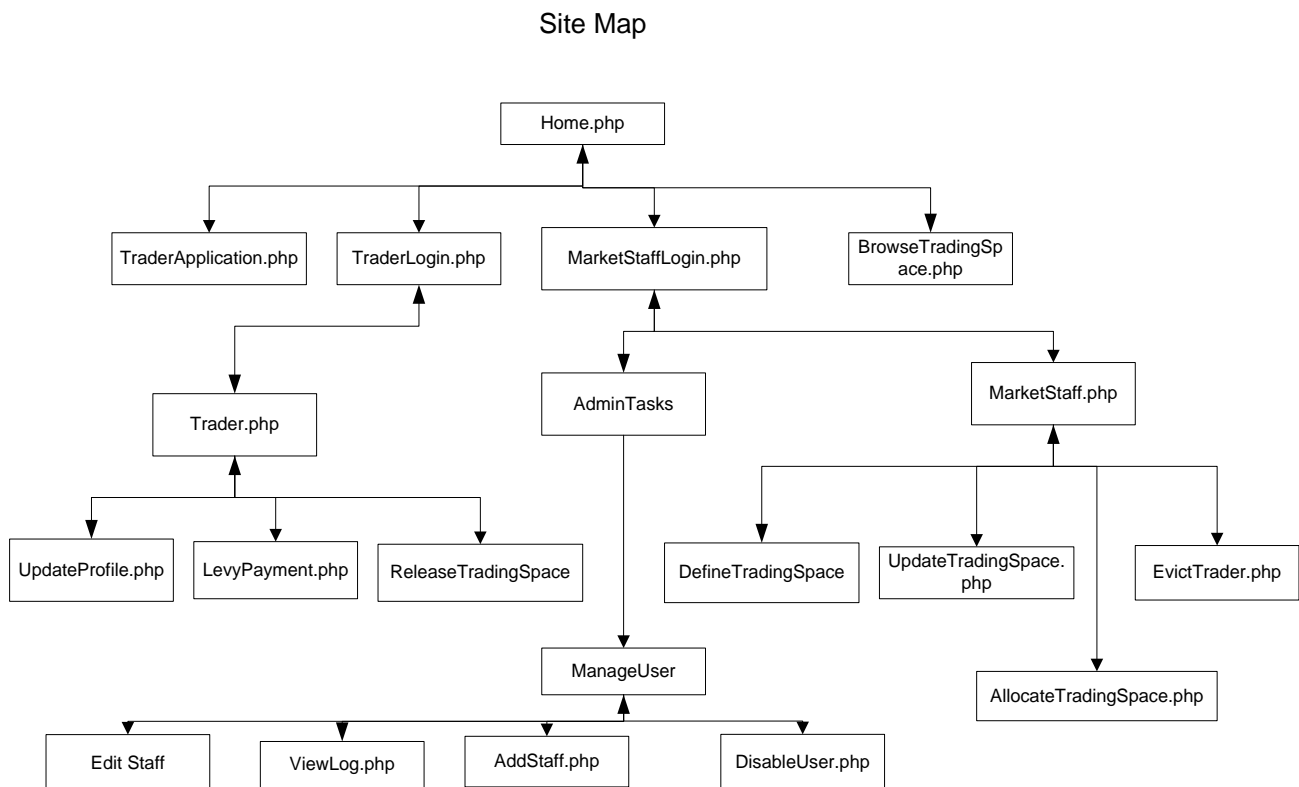 Site Map
Home.php
TraderApplication.php
TraderLogin.php
MarketStaffLogin.php
BrowseTradingSp
ace.php
Trader.php
AdminTasks
MarketStaff.php
UpdateProfile.php
LevyPayment.php
ReleaseTradingSpace
DefineTradingSpace
UpdateTradingSpace.
php
EvictTrader.php
ManageUser
AllocateTradingSpace.php
Edit Staff
ViewLog.php
AddStaff.php
DisableUser.php